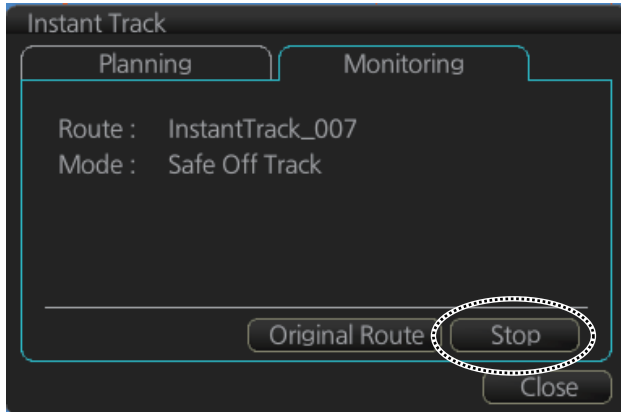 Instant Track
Planning Monitoring
Route : InstantTrack_007
Mode : Safe Off Track
Original Route Stop
Close